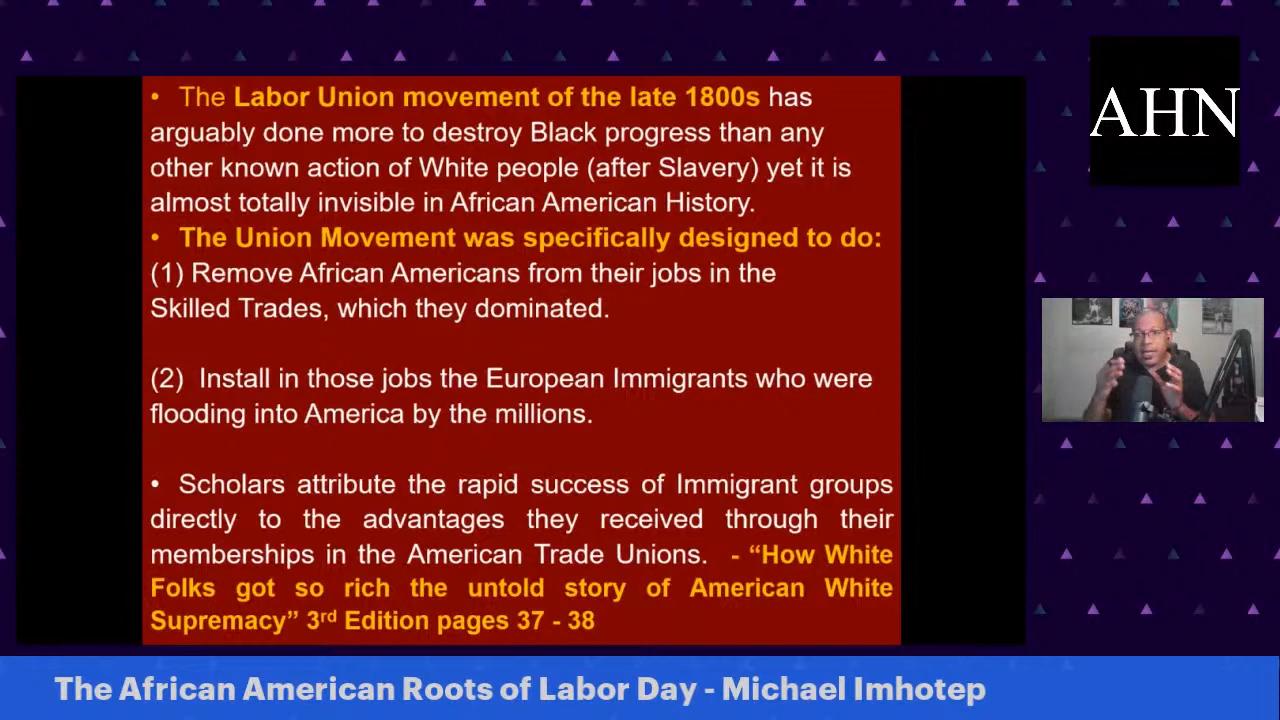 • The Labor Union movement of the late 1800s has
arguably done more to destroy Black progress than any
other known action of White people (after Slavery) yet it is
almost totally invisible in African American History.
• The Union Movement was specifically designed to do:
(1) Remove African Americans from their jobs in the
Skilled Trades, which they dominated.
(2) Install in those jobs the European Immigrants who were
flooding into America by the millions.
• Scholars attribute the rapid success of Immigrant groups
directly to the advantages they received through their
memberships in the American Trade Unions. - “How White
Folks got so rich the untold story of American White
Supremacy” 3rd Edition pages 37 - 38
AHN
The African American Roots of Labor Day - Michael Imhotep